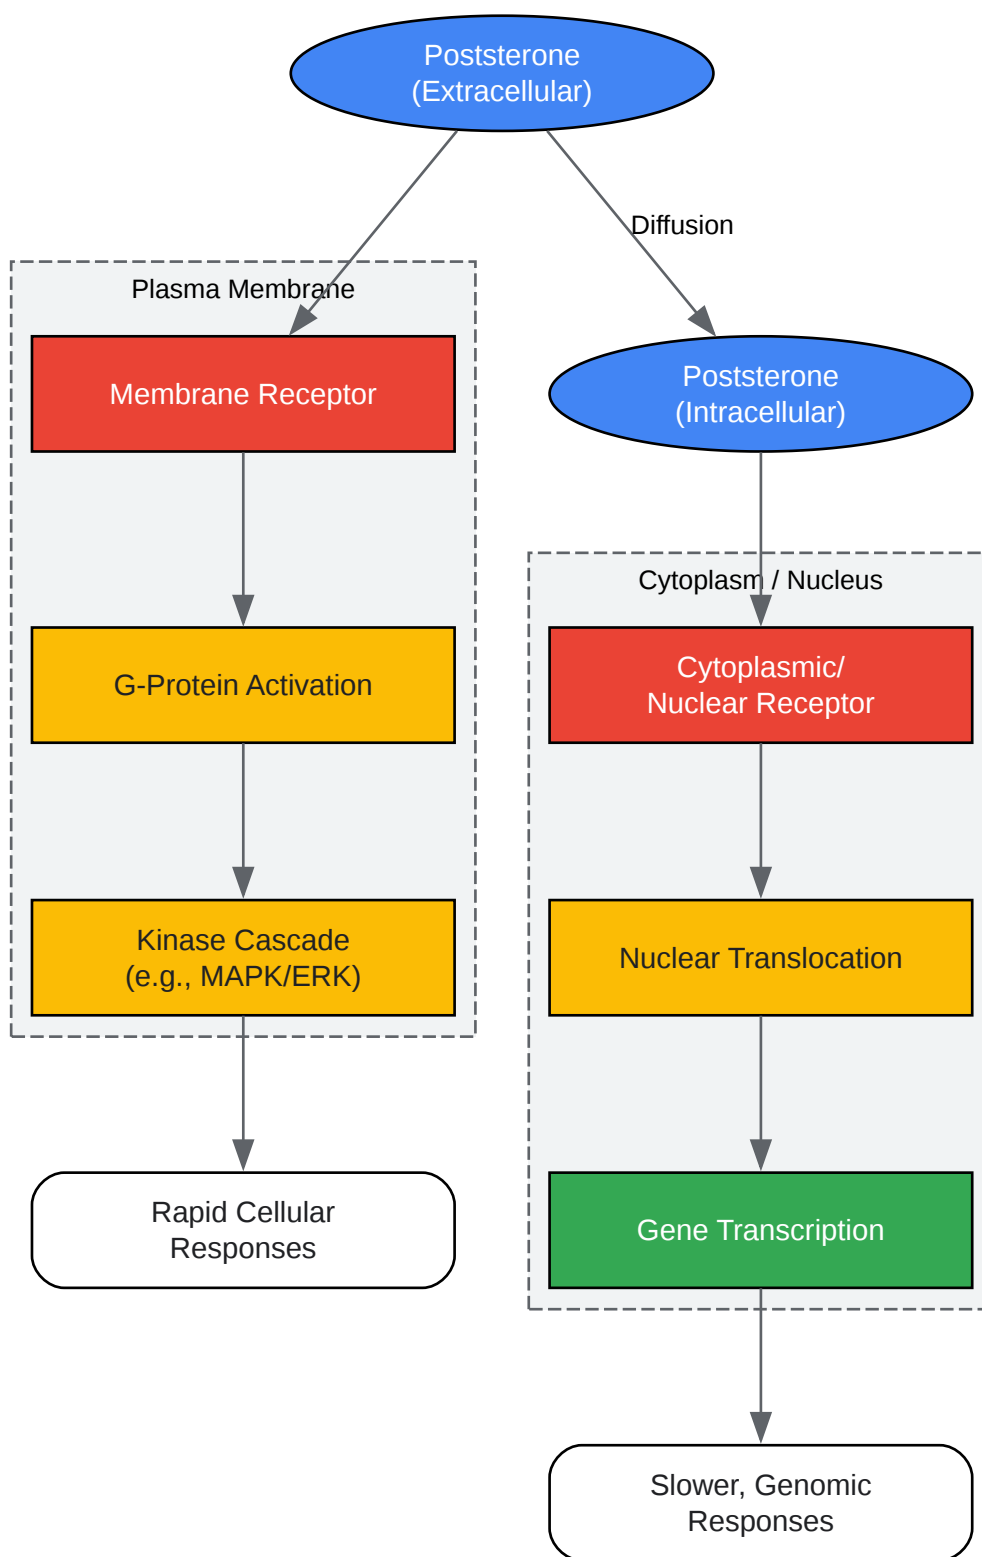 Poststerone
(Extracellular)
Diffusion
Plasma Membrane
Membrane Receptor
Poststerone
(Intracellular)
Cytoplasm / Nucleus
G-Protein Activation
Cytoplasmic/
Nuclear Receptor
Kinase Cascade
(e.g., MAPK/ERK)
Nuclear Translocation
Rapid Cellular
Responses
Gene Transcription
Slower, Genomic
Responses